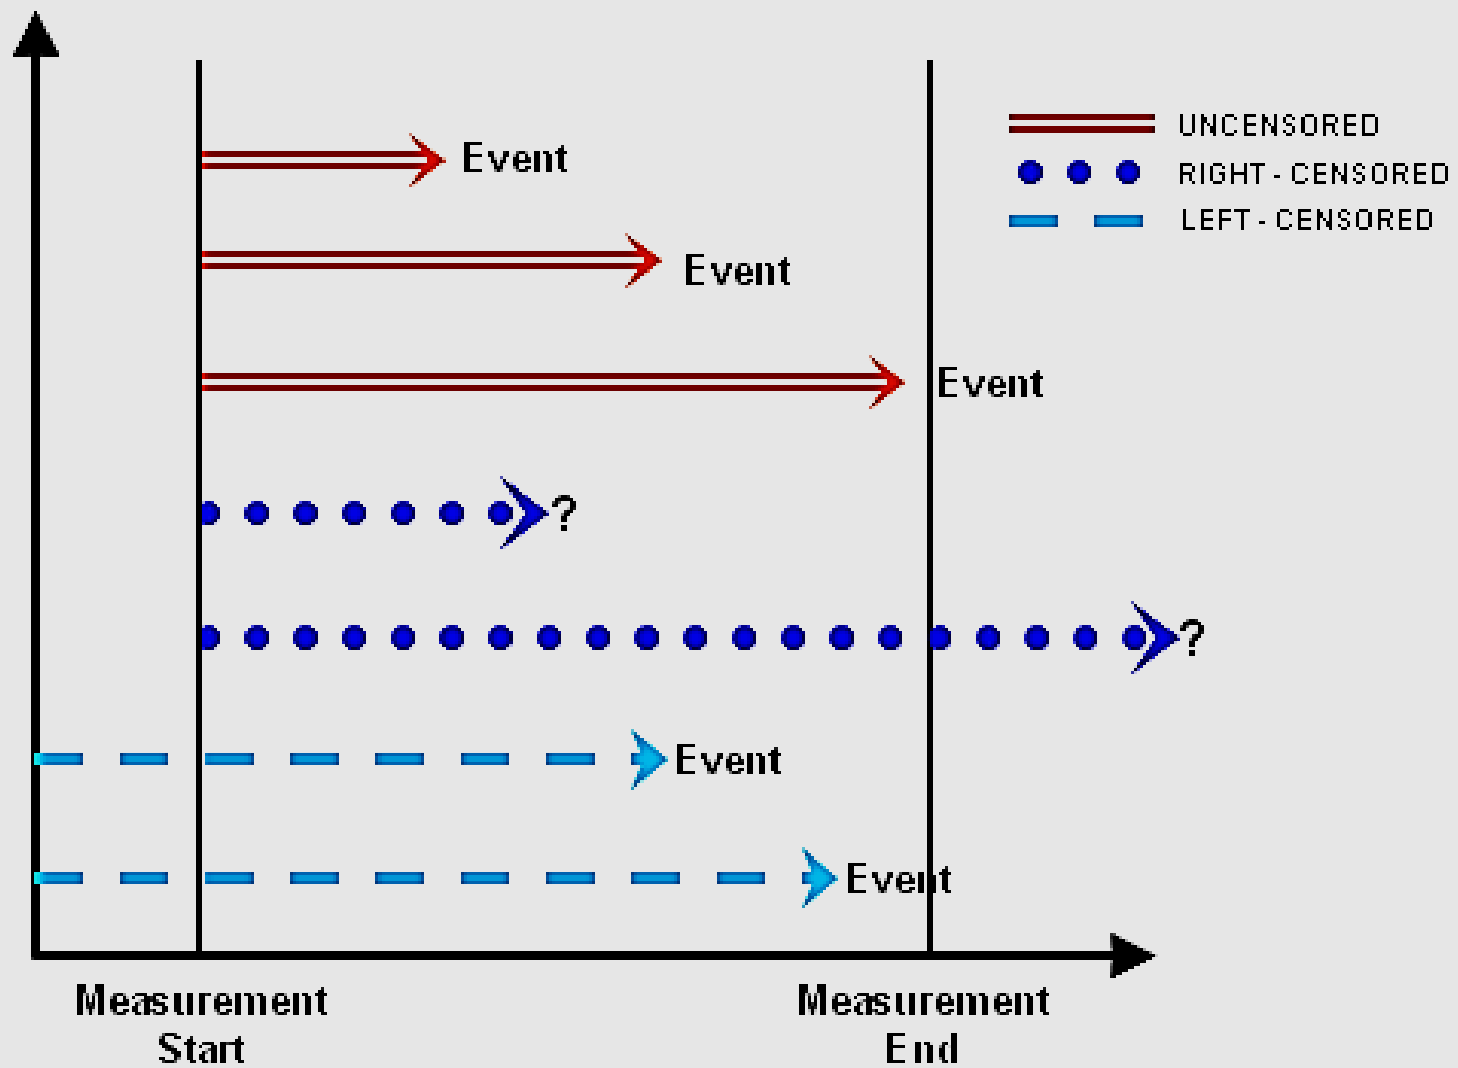 UNCENSORED
RIGHT - CENSORED
LEFT - CENSORED
Event
Event
Event
?
?
Event
Event
Measurement
Start
Measurement
End